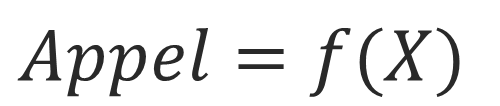 Appel = f(X)